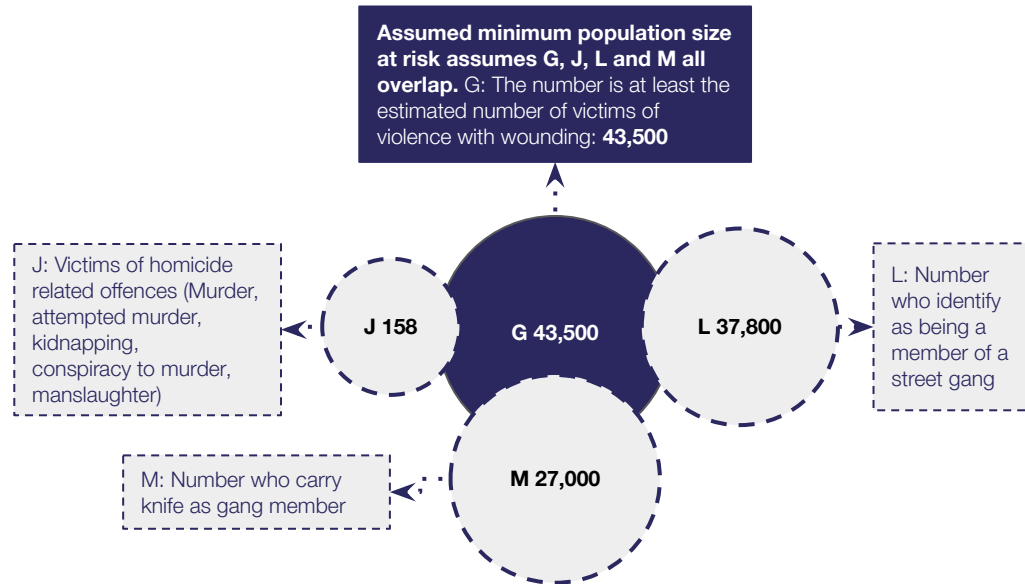 Assumed minimum population size
at risk assumes G, J, L and M all
overlap. G: The number is at least the
estimated number of victims of
violence with wounding: 43,500
J: Victims of homicide
related offences (Murder,
attempted murder,
kidnapping,
conspiracy to murder,
manslaughter)
J 158
G 43,500
L 37,800
L: Number
who identify
as being a
member of a
street gang
M: Number who carry
knife as gang member
M 27,000